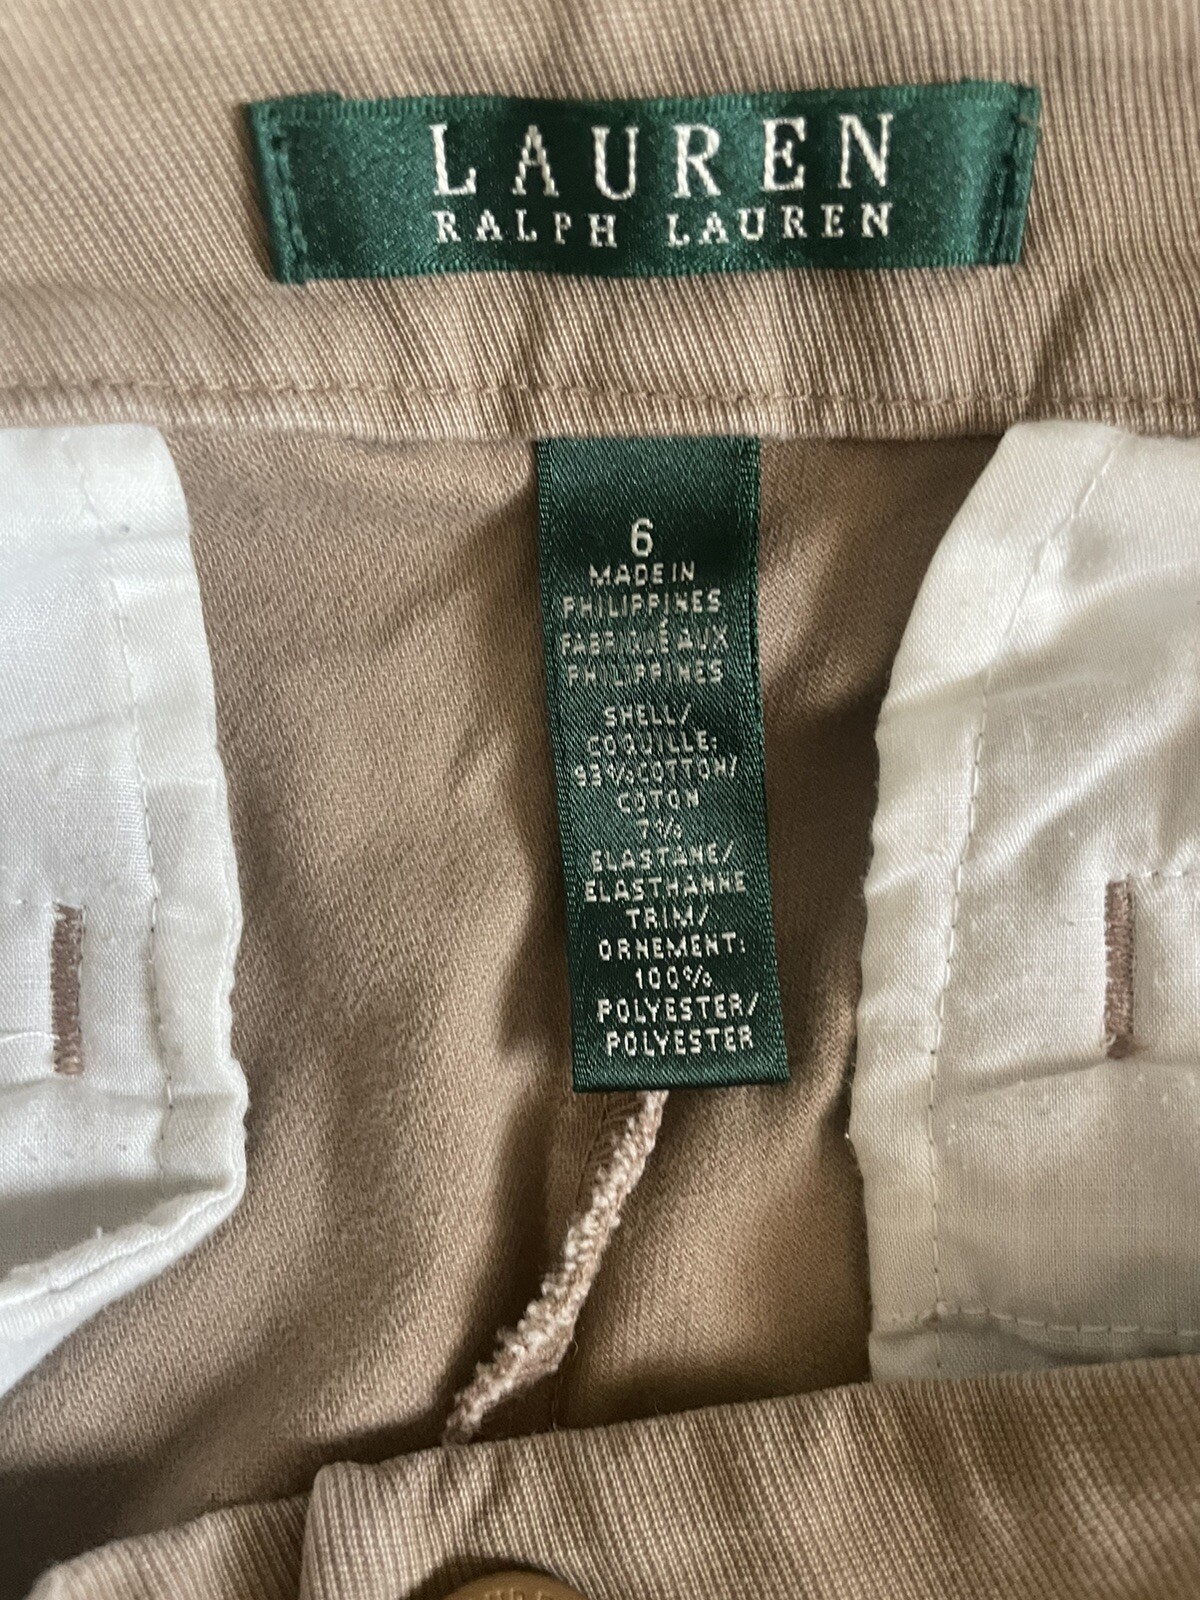 LAUREN
RALPH LAUREN
6
MADE IN
PHILIPPINES
FABRIQUÉ AUX
PHILIPPINES
SHELL/
COQUILLE:
93% COTTON/
COTON
7%
ELASTANE/
ELASTHANNE
TRIM/
ORNEMENT:
100%
POLYESTER/
POLYESTER